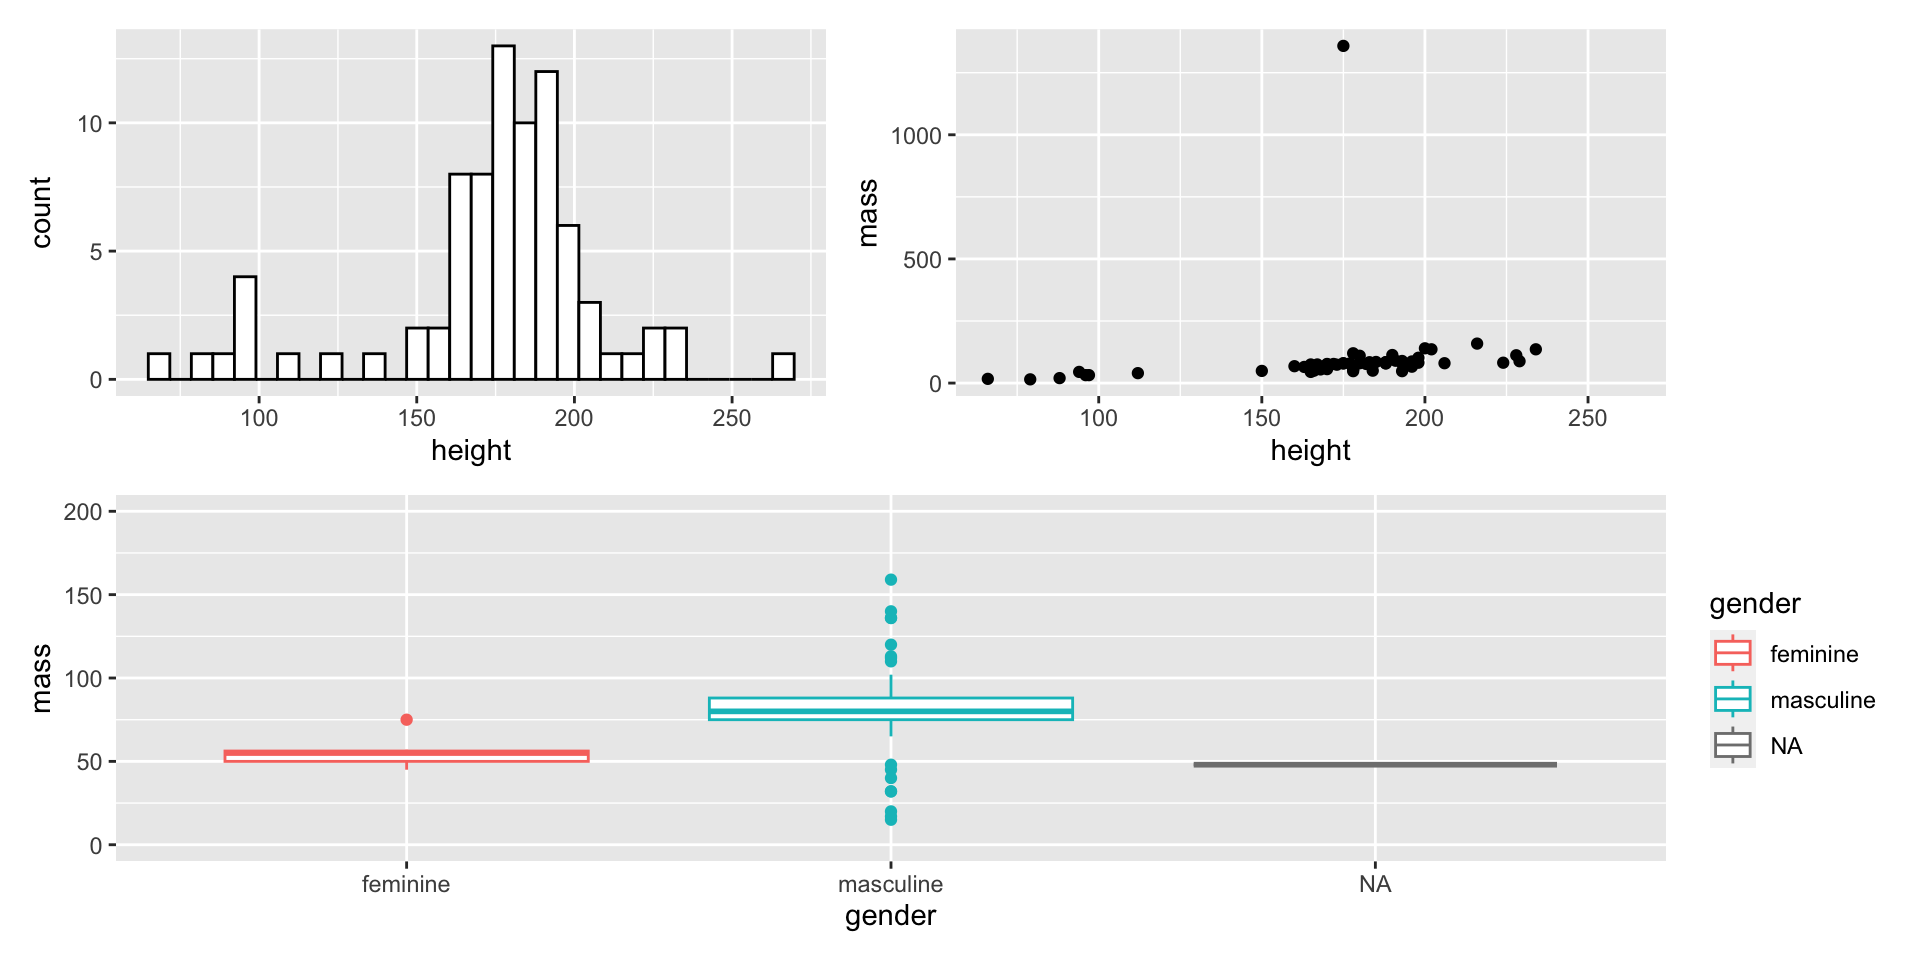 10
5
0
count
100 150 200 250
height
1000
500
0
mass
100 150 200 250
height
200
150
100
50
0
mass
feminine masculine NA
gender
gender
feminine
masculine
NA